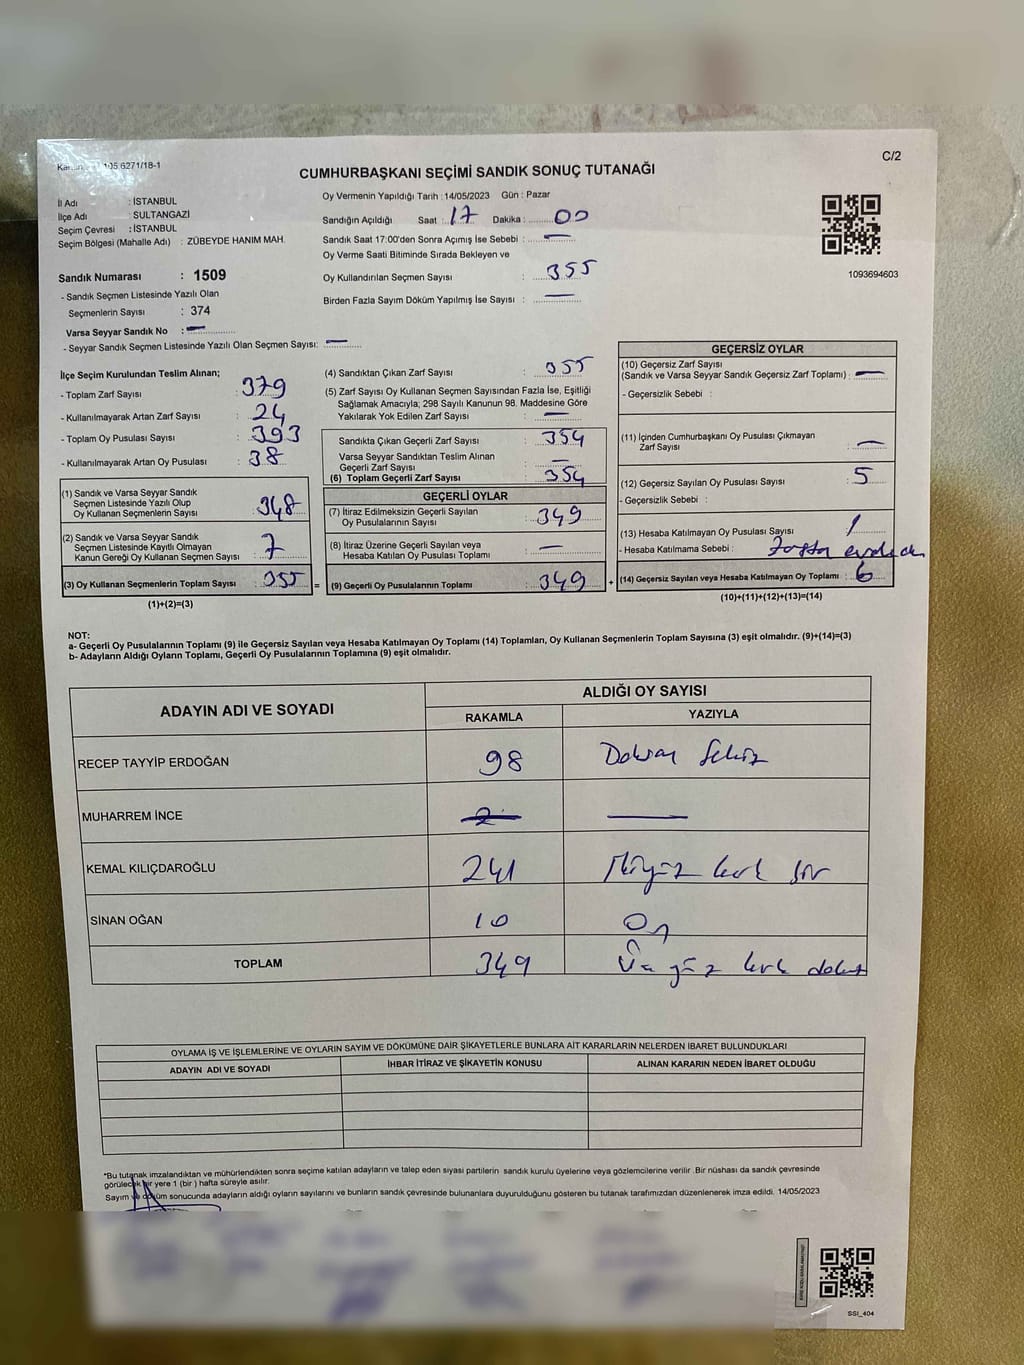 105 6271/18-1
C/2
CUMHURBAŞKANI SEÇİMİ SANDIK SONUÇ TUTANAĞI
İl Adı : İSTANBUL
İlçe Adı : SULTANGAZİ
Seçim Çevresi : İSTANBUL
Seçim Bölgesi (Mahalle Adı) : ZÜBEYDE HANIM MAH.
Sandık Numarası : 1509
- Sandık Seçmen Listesinde Yazılı Olan
Seçmenlerin Sayısı : 374
Varsa Seyyar Sandık No : —
- Seyyar Sandık Seçmen Listesinde Yazılı Olan Seçmen Sayısı: —
Oy Vermenin Yapıldığı Tarih : 14/05/2023 Gün : Pazar
Sandığın Açıldığı Saat : 17 Dakika : 00
Sandık Saat 17:00'den Sonra Açımış İse Sebebi : —
Oy Verme Saati Bitiminde Sırada Bekleyen ve
Oy Kullandırılan Seçmen Sayısı : 355
Birden Fazla Sayım Döküm Yapılmış İse Sayısı : —
1093694603
İlçe Seçim Kurulundan Teslim Alınan;
- Toplam Zarf Sayısı : 379
- Kullanılmayarak Artan Zarf Sayısı : 24
- Toplam Oy Pusulası Sayısı : 393
- Kullanılmayarak Artan Oy Pusulası : 38
(1) Sandık ve Varsa Seyyar Sandık
Seçmen Listesinde Yazılı Olup
Oy Kullanan Seçmenlerin Sayısı : 348
(2) Sandık ve Varsa Seyyar Sandık
Seçmen Listesinde Kayıtlı Olmayan
Kanun Gereği Oy Kullanan Seçmen Sayısı : 7
(3) Oy Kullanan Seçmenlerin Toplam Sayısı : 355 =
(1)+(2)=(3)
(4) Sandıktan Çıkan Zarf Sayısı : 355
(5) Zarf Sayısı Oy Kullanan Seçmen Sayısından Fazla İse, Eşitliği
Sağlamak Amacıyla; 298 Sayılı Kanunun 98. Maddesine Göre
Yakılarak Yok Edilen Zarf Sayısı : —
Sandıkta Çıkan Geçerli Zarf Sayısı : 354
Varsa Seyyar Sandıktan Teslim Alınan
Geçerli Zarf Sayısı : —
(6) Toplam Geçerli Zarf Sayısı : 354
GEÇERLİ OYLAR
(7) İtiraz Edilmeksizin Geçerli Sayılan
Oy Pusulalarının Sayısı : 349
(8) İtiraz Üzerine Geçerli Sayılan veya
Hesaba Katılan Oy Pusulası Toplamı : —
(9) Geçerli Oy Pusulalarının Toplamı : 349 +
GEÇERSİZ OYLAR
(10) Geçersiz Zarf Sayısı
(Sandık ve Varsa Seyyar Sandık Geçersiz Zarf Toplamı) : —
- Geçersizlik Sebebi :
(11) İçinden Cumhurbaşkanı Oy Pusulası Çıkmayan
Zarf Sayısı : —
(12) Geçersiz Sayılan Oy Pusulası Sayısı : 5
- Geçersizlik Sebebi :
(13) Hesaba Katılmayan Oy Pusulası Sayısı : 1
- Hesaba Katılmama Sebebi :
(14) Geçersiz Sayılan veya Hesaba Katılmayan Oy Toplamı : 6
(10)+(11)+(12)+(13)=(14)
NOT:
a- Geçerli Oy Pusulalarının Toplamı (9) ile Geçersiz Sayılan veya Hesaba Katılmayan Oy Toplamı (14) Toplamları, Oy Kullanan Seçmenlerin Toplam Sayısına (3) eşit olmalıdır. (9)+(14)=(3)
b- Adayların Aldığı Oyların Toplamı, Geçerli Oy Pusulalarının Toplamına (9) eşit olmalıdır.
ADAYIN ADI VE SOYADI
ALDIĞI OY SAYISI
RAKAMLA YAZIYLA
RECEP TAYYİP ERDOĞAN 98 Doksan Sekiz
MUHARREM İNCE —
KEMAL KILIÇDAROĞLU 241 İkiyüz kırk bir
SİNAN OĞAN 10 On
TOPLAM 349 Üç yüz kırk dokuz
OYLAMA İŞ VE İŞLEMLERİNE VE OYLARIN SAYIM VE DÖKÜMÜNE DAİR ŞİKAYETLERLE BUNLARA AİT KARARLARIN NELERDEN İBARET BULUNDUKLARI
ADAYIN ADI VE SOYADI İHBAR İTİRAZ VE ŞİKAYETİN KONUSU ALINAN KARARIN NEDEN İBARET OLDUĞU
*Bu tutanak imzalandıktan ve mühürlendikten sonra seçime katılan adayların ve talep eden siyasi partilerin sandık kurulu üyelerine veya gözlemcilerine verilir .Bir nüshası da sandık çevresinde
görülecek bir yere 1 (bir) hafta süreyle asılır.
Sayım ve döküm sonucunda adayların aldığı oyların sayılarını ve bunların sandık çevresinde bulunanlara duyurulduğunu gösteren bu tutanak tarafımızdan düzenlenerek imza edildi. 14/05/2023
SSI_404